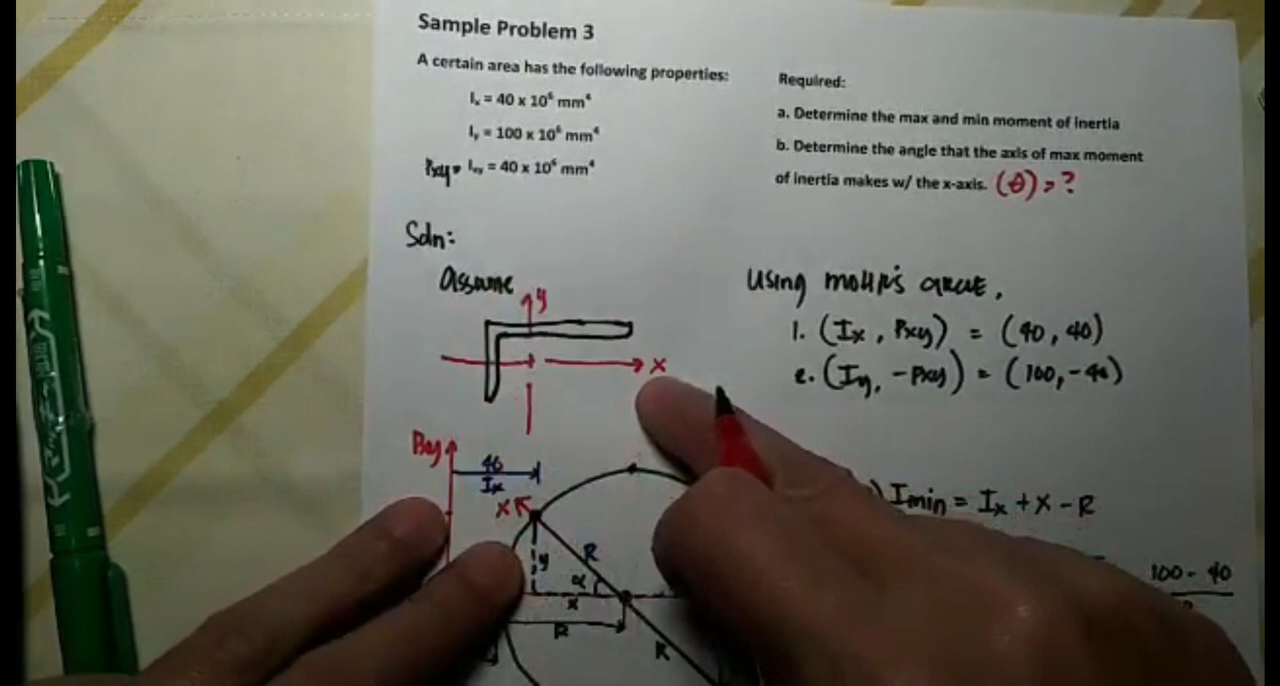 Sample Problem 3
A certain area has the following properties:
Iₓ = 40 x 10⁶ mm⁴
Iᵧ = 100 x 10⁶ mm⁴
Pxy = Ixy = 40 x 10⁶ mm⁴
Required:
a. Determine the max and min moment of inertia
b. Determine the angle that the axis of max moment
of inertia makes w/ the x-axis. (θ) = ?
Soln:
Assume
y
x
Using MOHR's CIRCLE,
1. (Ix, Pxy) = (40, 40)
2. (Iy, -Pxy) = (100, -40)
Pxy
40
Ix
X
R
y
α
x
R
R
Imin = Ix + X - R
100 - 40